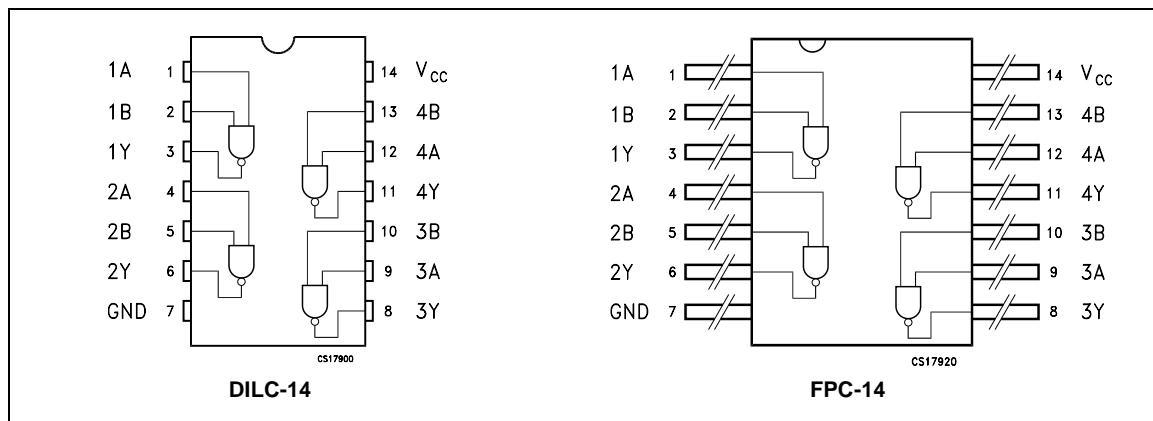 1A 1 14 VCC
1B 2 13 4B
1Y 3 12 4A
2A 4 11 4Y
2B 5 10 3B
2Y 6 9 3A
GND 7 8 3Y
CS17900
DILC-14
1A 1 14 VCC
1B 2 13 4B
1Y 3 12 4A
2A 4 11 4Y
2B 5 10 3B
2Y 6 9 3A
GND 7 8 3Y
CS17920
FPC-14